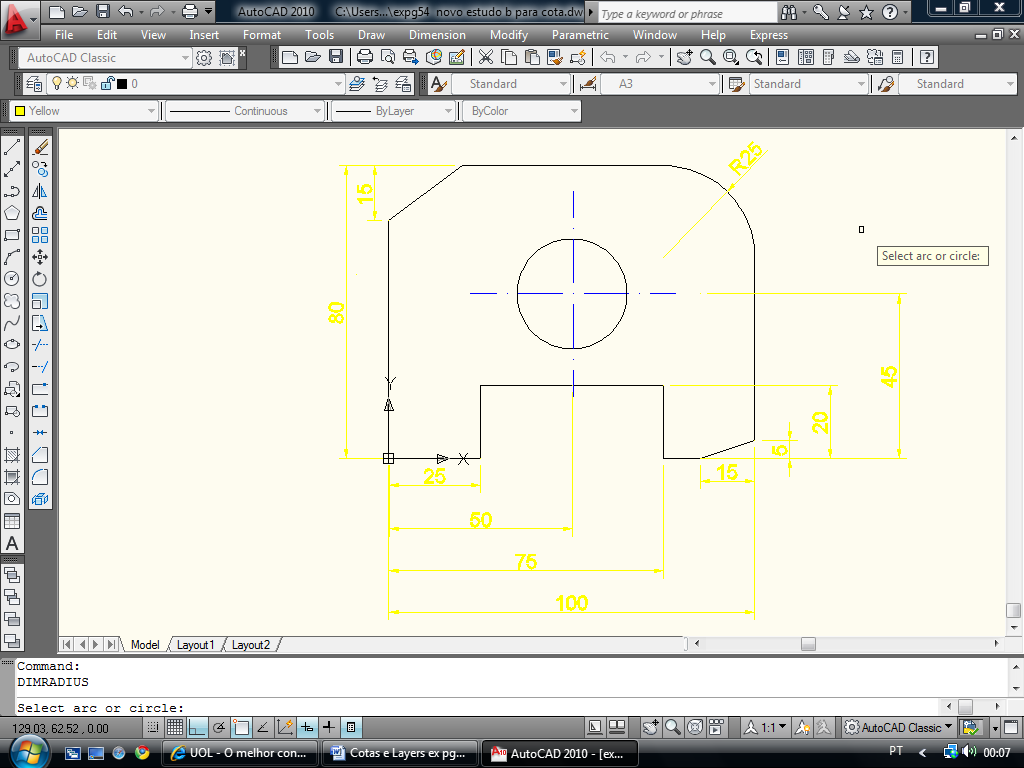 AutoCAD 2010 C:\Users...\expg54 novo estudo b para cota.dw
Type a keyword or phrase
File Edit View Insert Format Tools Draw Dimension Modify Parametric Window Help Express
AutoCAD Classic
0 Standard A3 Standard Standard
Yellow Continuous ByLayer ByColor
R25
15
Select arc or circle:
80
45
20
5
Y
X
25
15
50
75
100
A
Model Layout1 Layout2
Command:
DIMRADIUS
Select arc or circle:
129.03, 62.52 , 0.00 1:1 AutoCAD Classic
UOL - O melhor con... Cotas e Layers ex pg... AutoCAD 2010 - [ex... PT 00:07